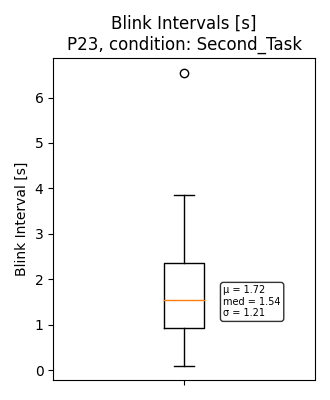 Blink Intervals [s]
P23, condition: Second_Task
Blink Interval [s]
6
5
4
3
2
1
0
μ = 1.72
med = 1.54
σ = 1.21